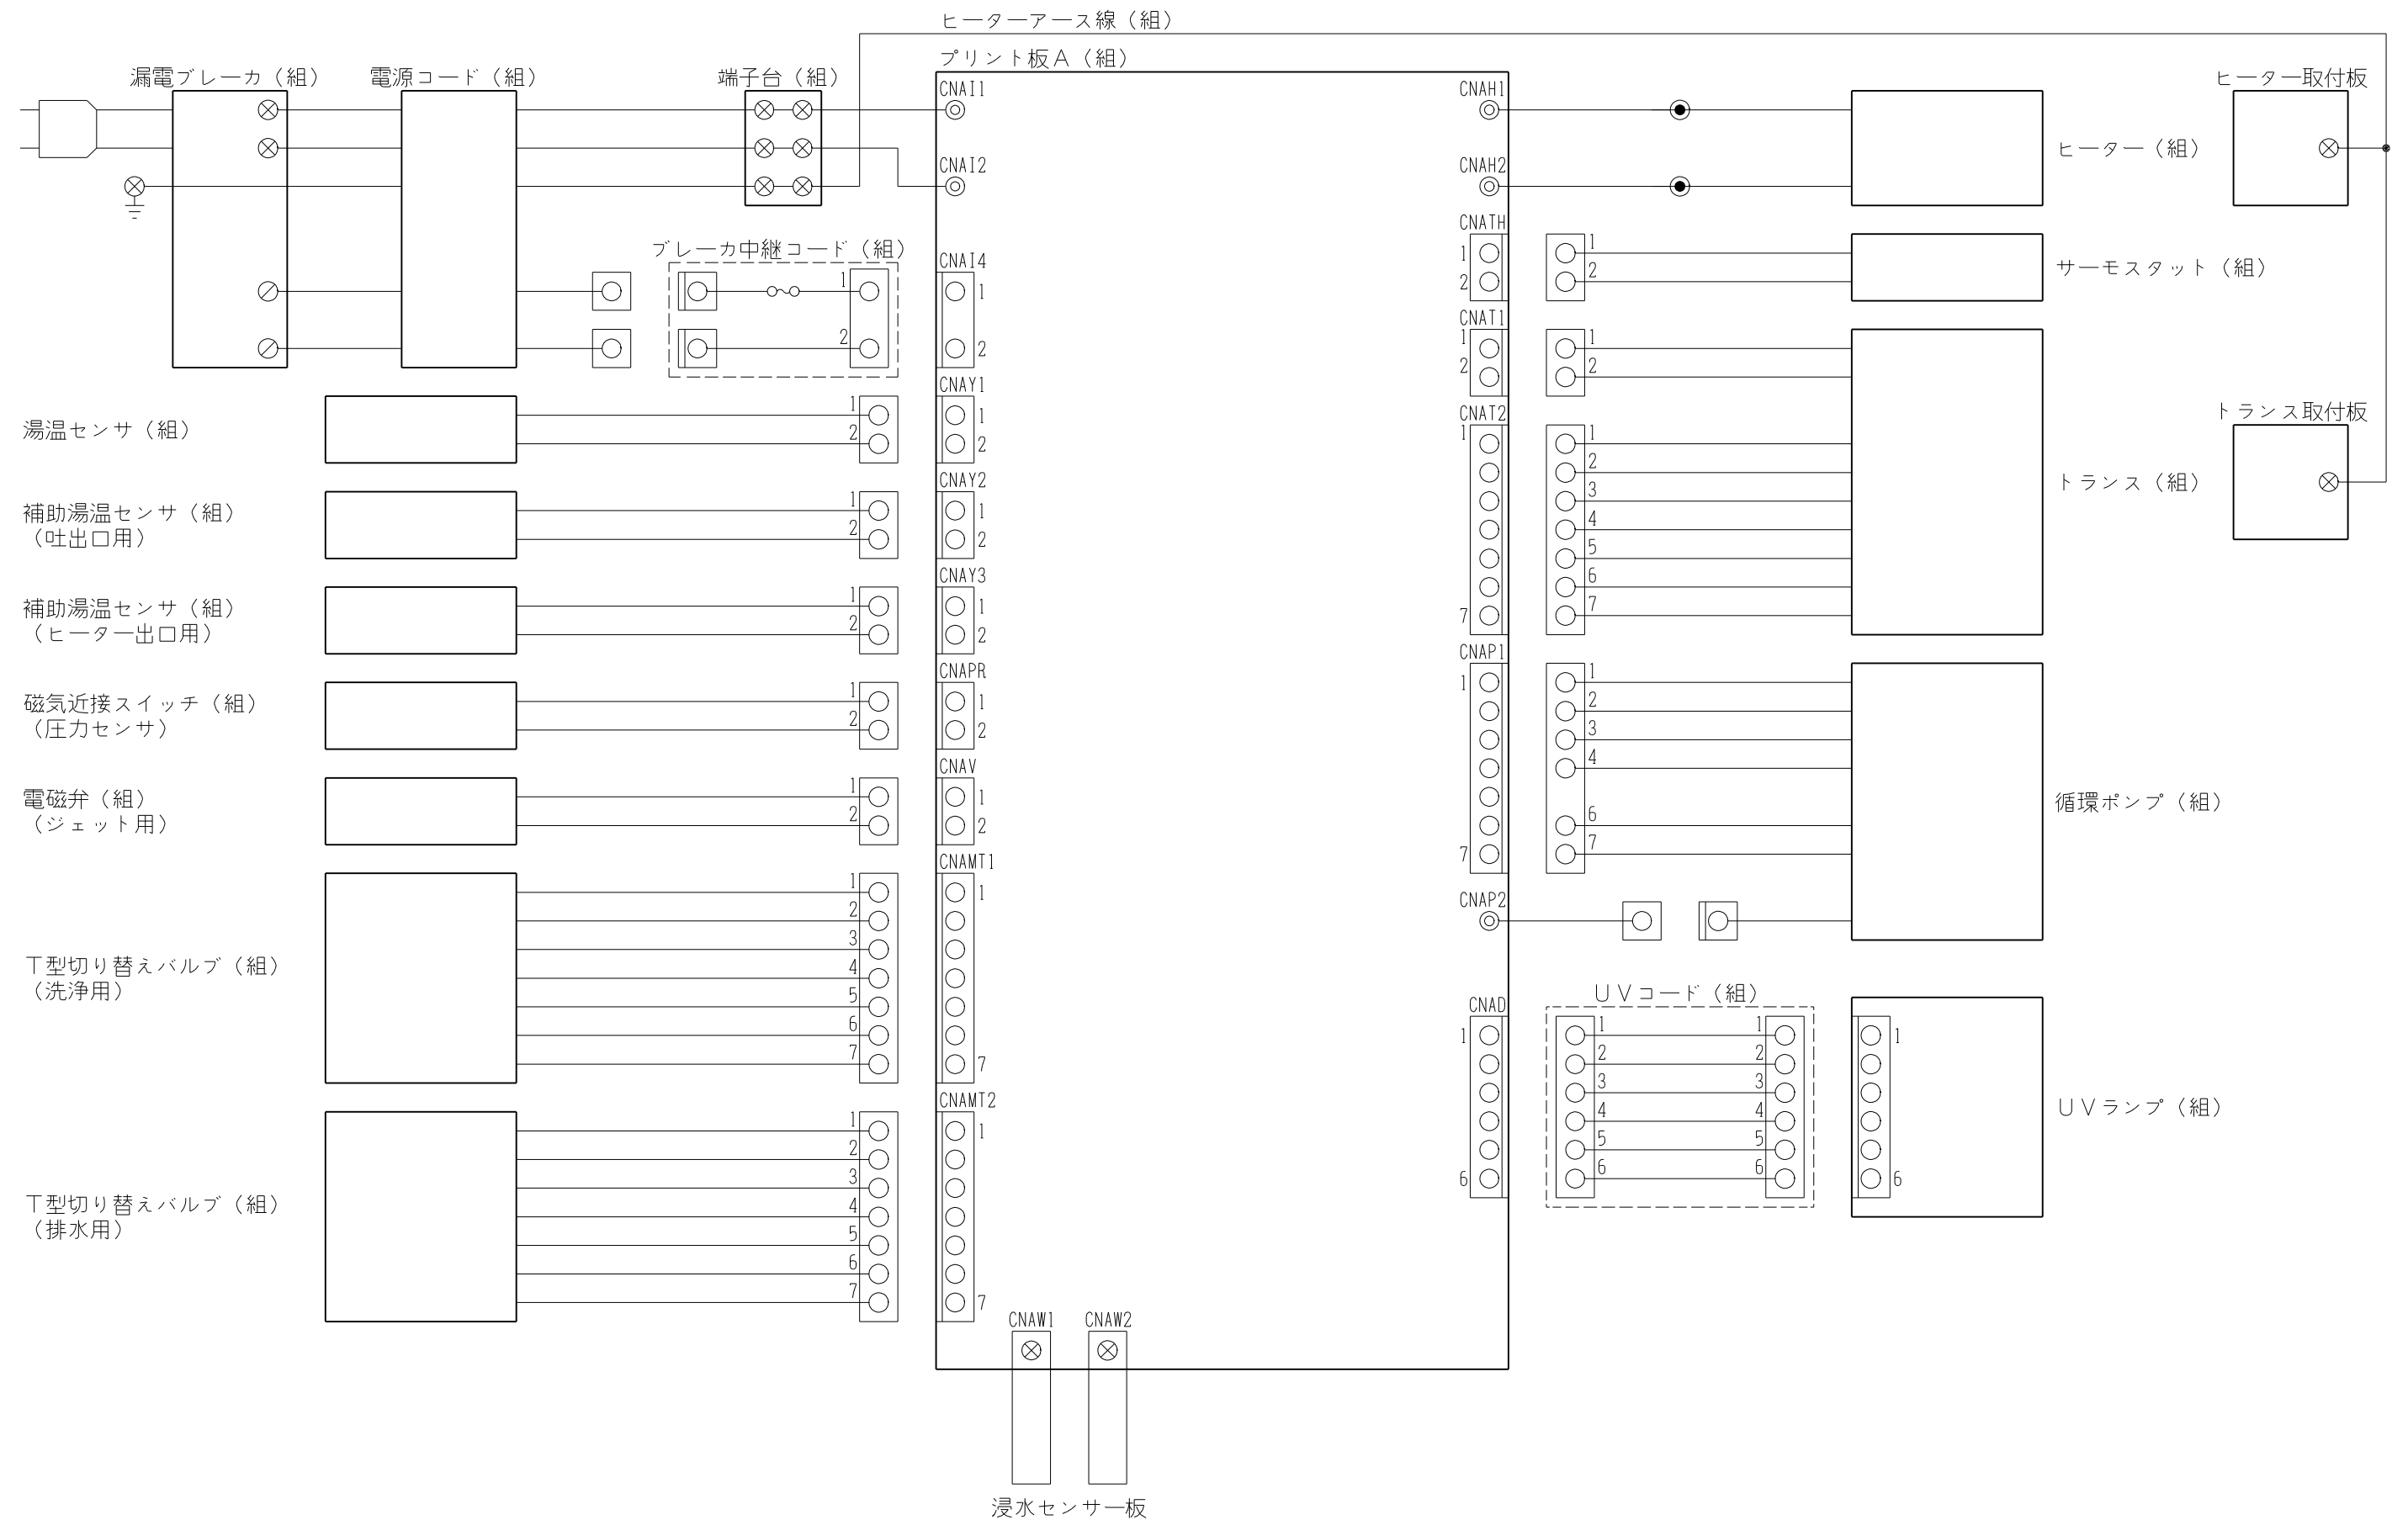 ヒーターアース線（組）
プリント板Ａ（組）
漏電ブレーカ（組）
電源コード（組）
端子台（組）
ヒーター取付板
CNAI1
CNAH1
ヒーター（組）
CNAI2
CNAH2
CNATH
1
2
1
2
サーモスタット（組）
ブレーカ中継コード（組）
1
2
CNAI4
1
2
CNAT1
1
2
1
2
トランス取付板
湯温センサ（組）
1
2
CNAY1
1
2
CNAT2
1
7
1
2
3
4
5
6
7
トランス（組）
補助湯温センサ（組）
（吐出口用）
1
2
CNAY2
1
2
補助湯温センサ（組）
（ヒーター出口用）
1
2
CNAY3
1
2
磁気近接スイッチ（組）
（圧力センサ）
1
2
CNAPR
1
2
CNAP1
1
7
1
2
3
4
6
7
循環ポンプ（組）
電磁弁（組）
（ジェット用）
1
2
CNAV
1
2
CNAP2
T型切り替えバルブ（組）
（洗浄用）
1
2
3
4
5
6
7
CNAMT1
1
7
CNAD
1
6
ＵＶコード（組）
1
2
3
4
5
6
1
2
3
4
5
6
1
6
ＵＶランプ（組）
T型切り替えバルブ（組）
（排水用）
1
2
3
4
5
6
7
CNAMT2
1
7
CNAW1
CNAW2
浸水センサー板